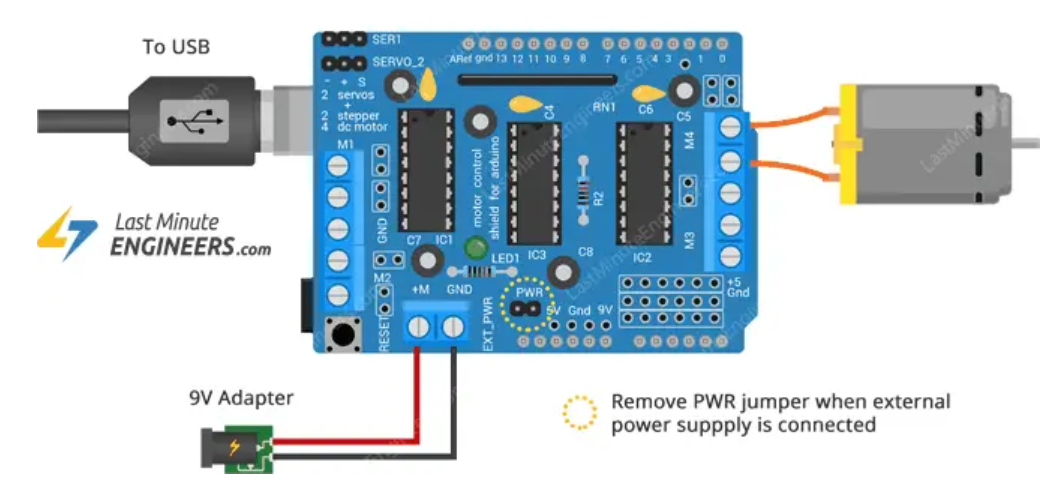 To USB
SER1
SERVO_2
- + S
2 servos
+
2 stepper
4 dc motor
M1
ARef gnd 13 12 11 10 9 8 7 6 5 4 3 1 0
C4
RN1
C6
C5
M4
motor control
shield for arduino
R2
GND
C7 IC1
IC3
C8
IC2
M3
LED1
M2
+M GND
PWR
+5
Gnd
5V Gnd 9V
RESET
EXT_PWR
Last Minute
ENGINEERS.com
9V Adapter
Remove PWR jumper when external
power suppply is connected
LastMinuteEngineers.com